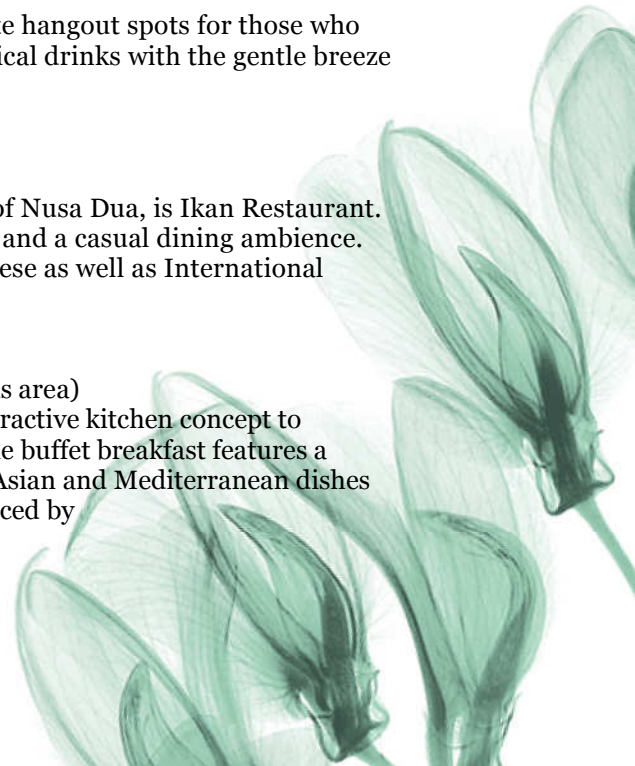 te hangout spots for those who
ical drinks with the gentle breeze
of Nusa Dua, is Ikan Restaurant.
and a casual dining ambience.
ese as well as International
s area)
ractive kitchen concept to
e buffet breakfast features a
Asian and Mediterranean dishes
ced by